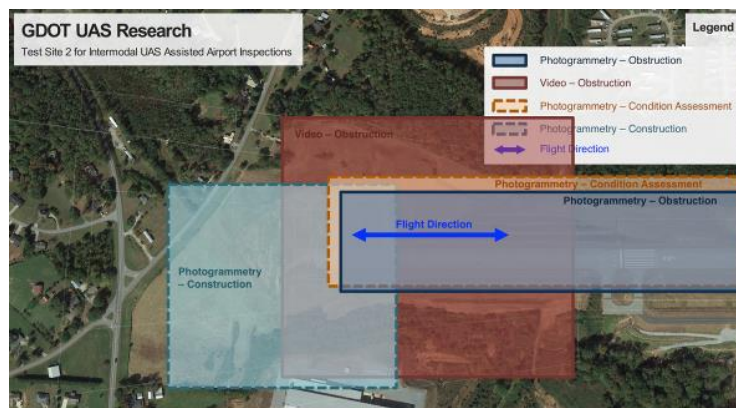 GDOT UAS Research
Test Site 2 for Intermodal UAS Assisted Airport Inspections
Legend
Photogrammetry – Obstruction
Video – Obstruction
Photogrammetry – Condition Assessment
Photogrammetry – Construction
Flight Direction
Video – Obstruction
Photogrammetry – Condition Assessment
Photogrammetry – Obstruction
Flight Direction
Photogrammetry
– Construction